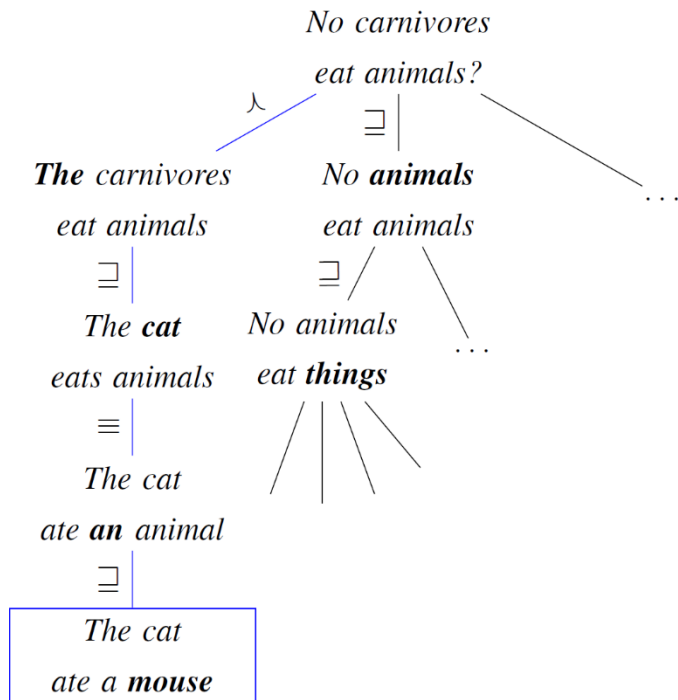 No carnivores
eat animals?
⋏
⊒
The carnivores
eat animals
No animals
eat animals
. . .
⊒
⊒
The cat
eats animals
No animals
eat things
. . .
≡
The cat
ate an animal
⊒
The cat
ate a mouse